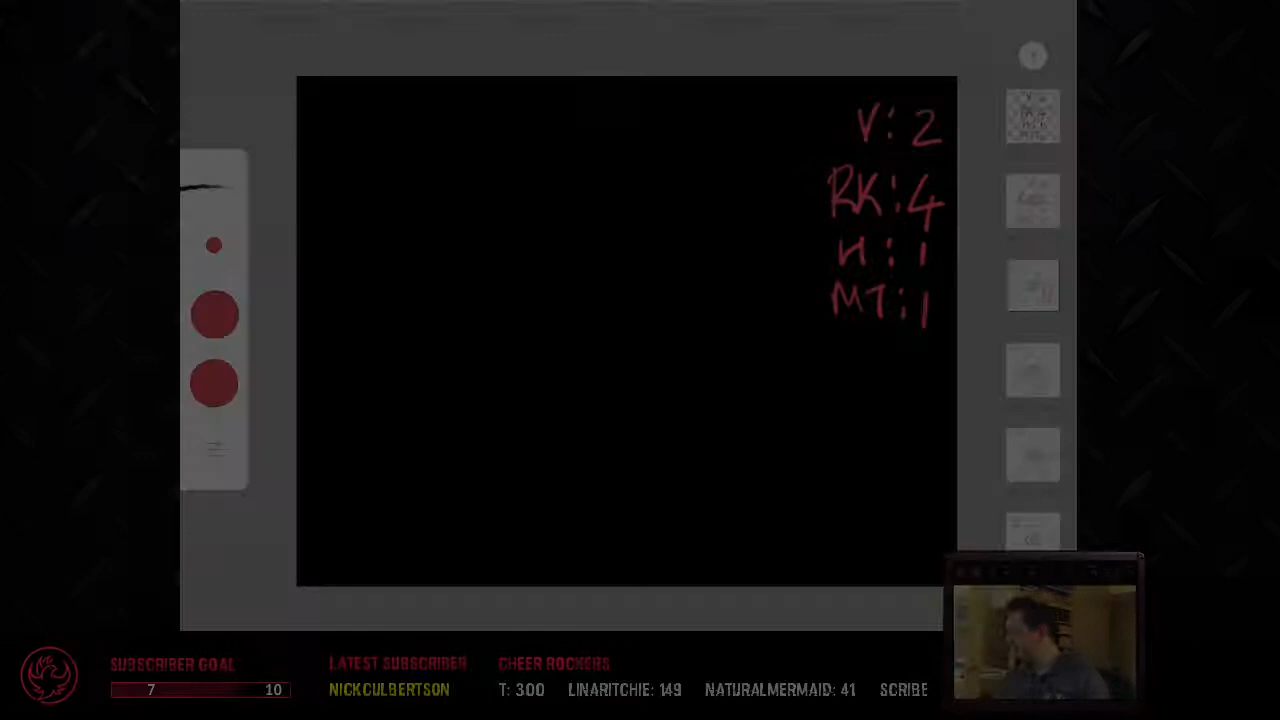 V: 2
RK: 4
H: 1
MT: 1
SUBSCRIBER GOAL
7 10
LATEST SUBSCRIBER
NICKCULBERTSON
CHEER ROCKERS
T: 300 LINARITCHIE: 149 NATURALMERMAID: 41 SCRIBE